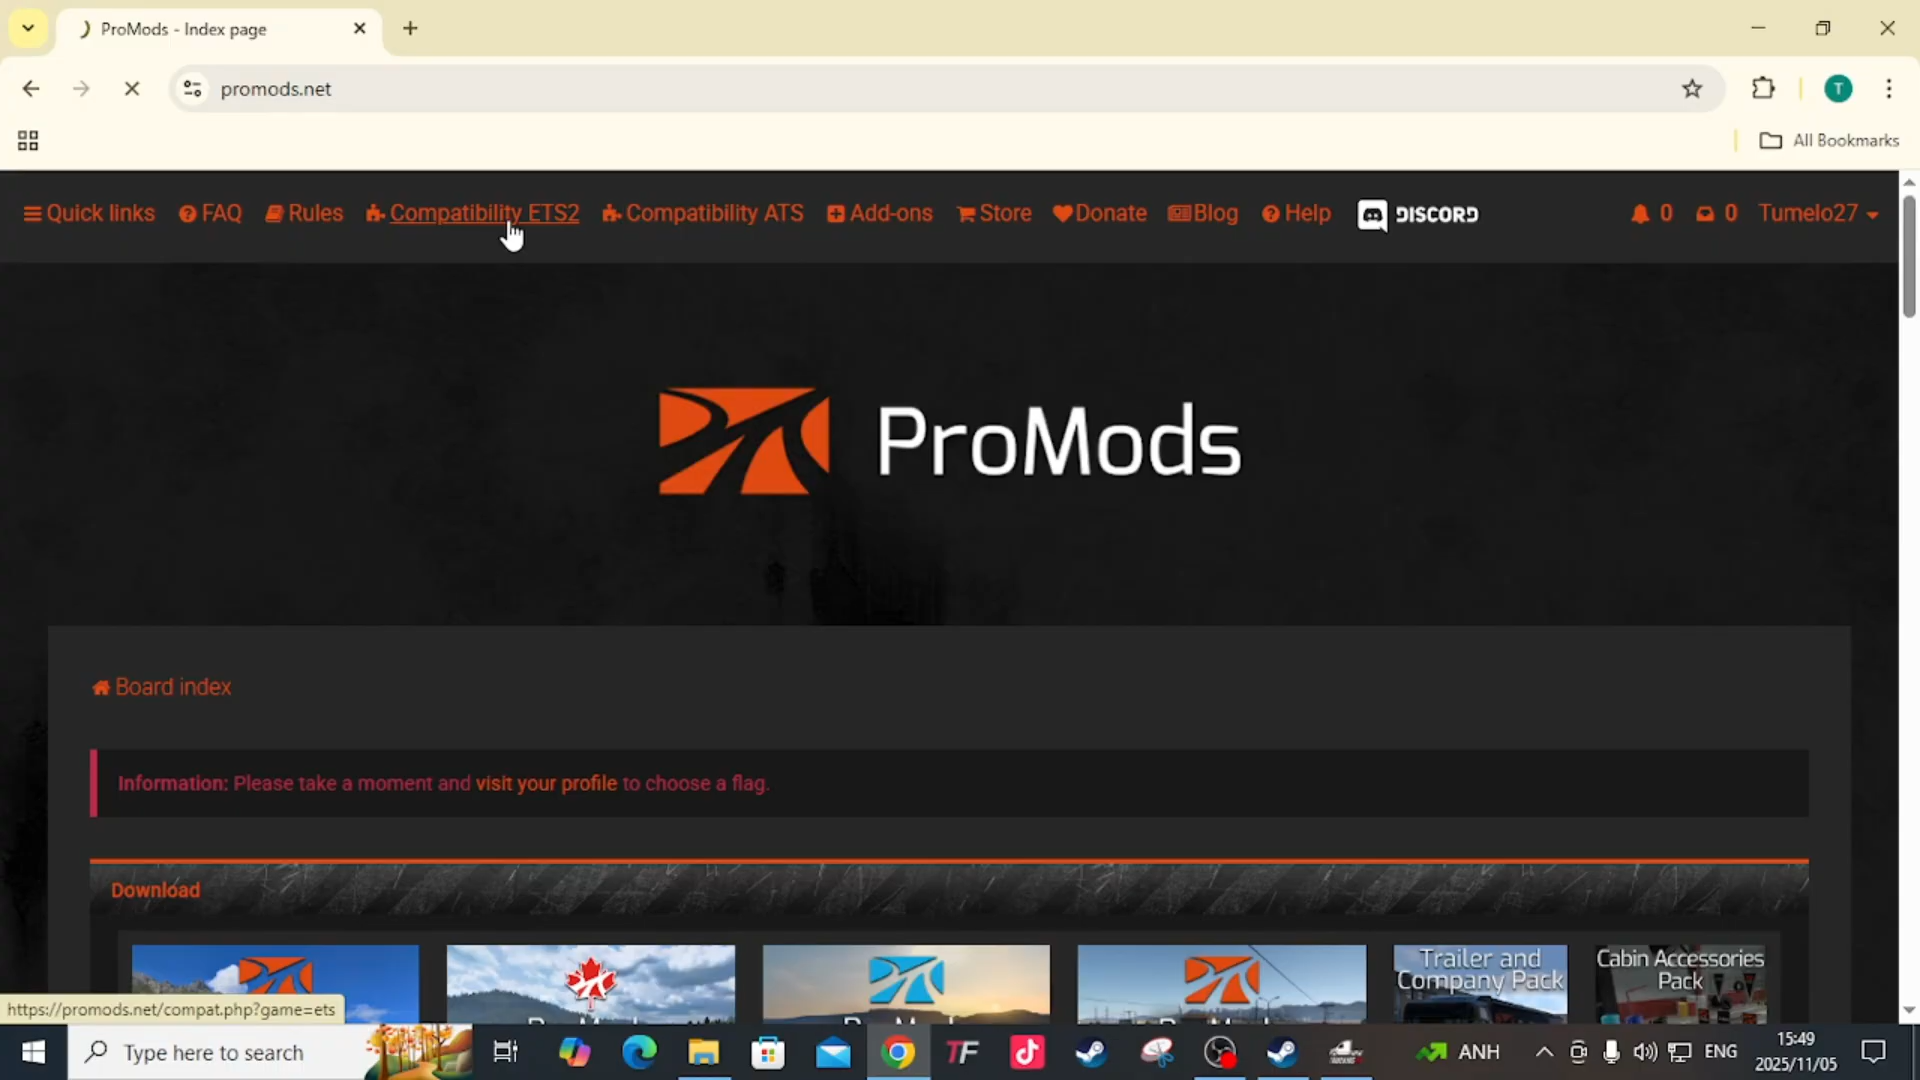 ProMods - Index page
promods.net
All Bookmarks
Quick links FAQ Rules Compatibility ETS2 Compatibility ATS Add-ons Store Donate Blog Help DISCORD 0 0 Tumelo27
ProMods
Board index
Information: Please take a moment and visit your profile to choose a flag.
Download
Trailer and
Company Pack
Cabin Accessories
Pack
https://promods.net/compat.php?game=ets
Type here to search
ANH
ENG
15:49
2025/11/05
T
TF